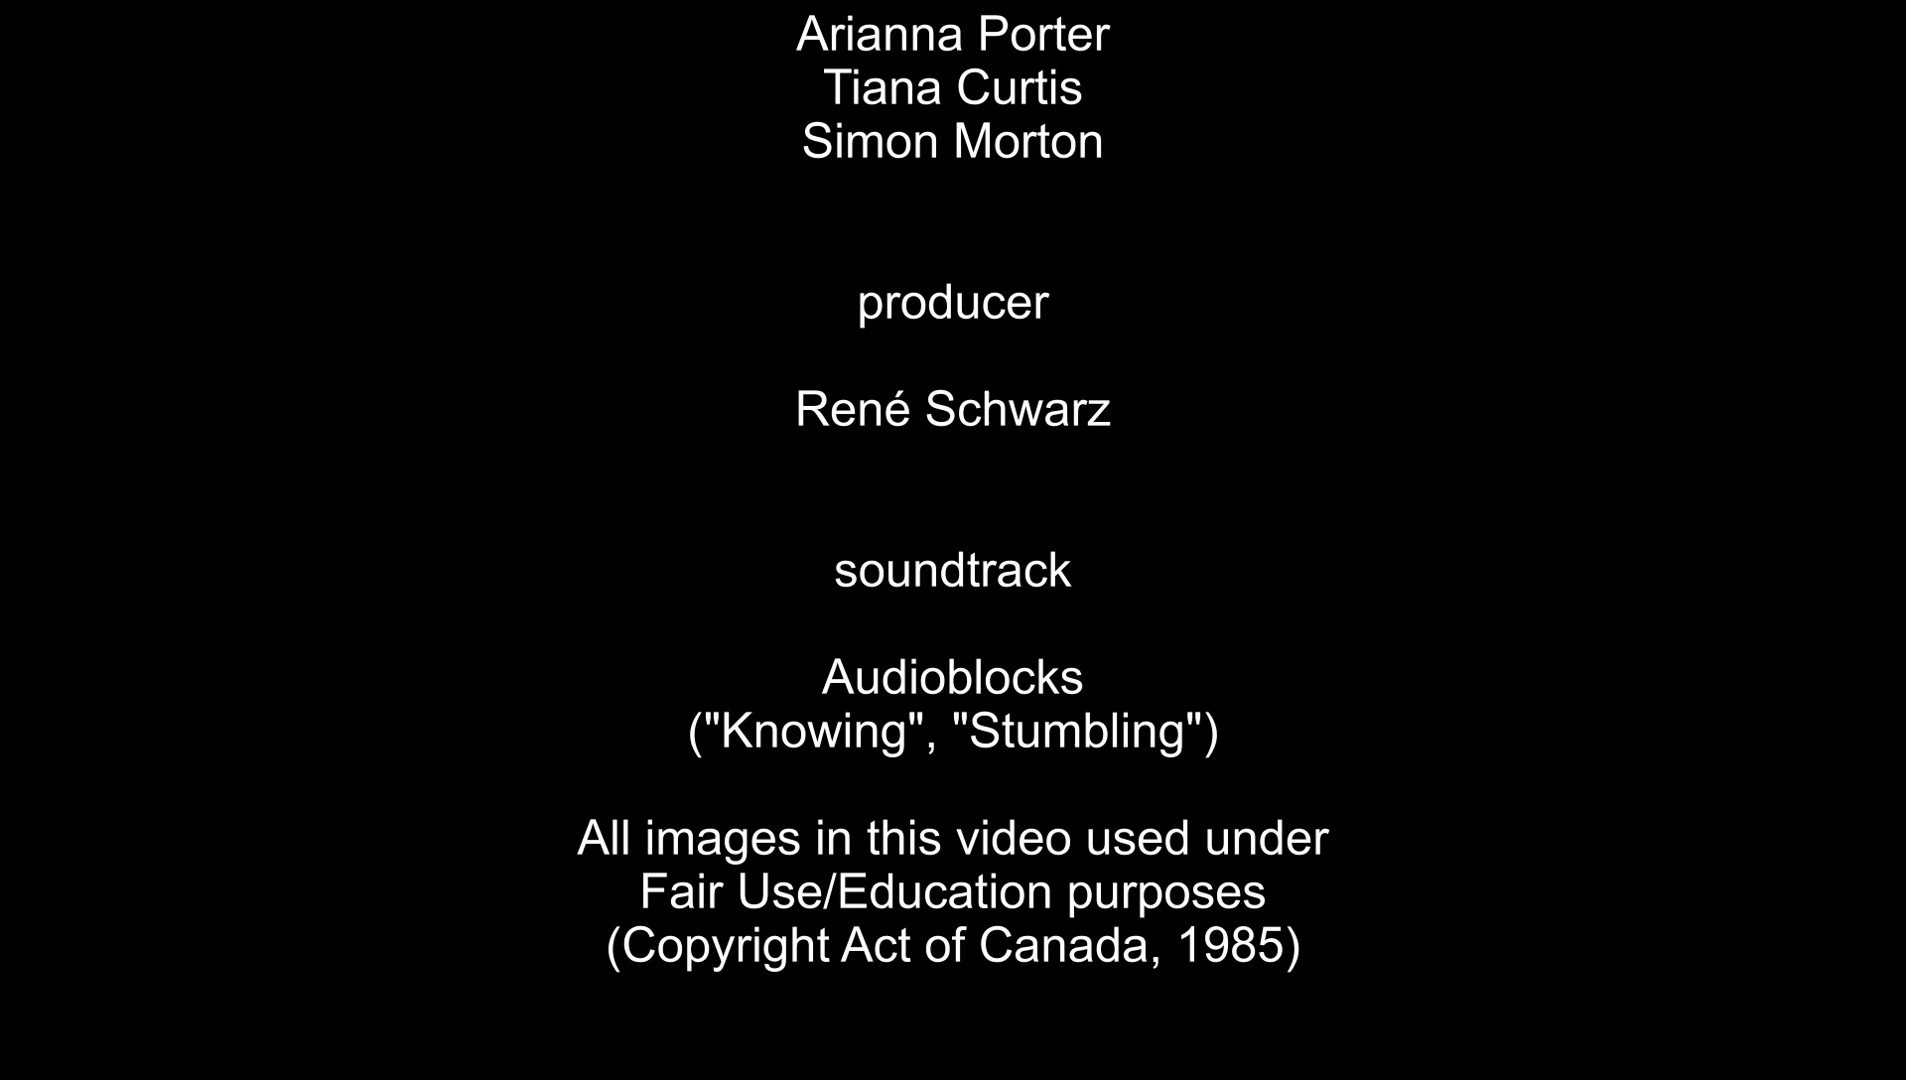 Arianna Porter
Tiana Curtis
Simon Morton
producer
René Schwarz
soundtrack
Audioblocks
("Knowing", "Stumbling")
All images in this video used under
Fair Use/Education purposes
(Copyright Act of Canada, 1985)